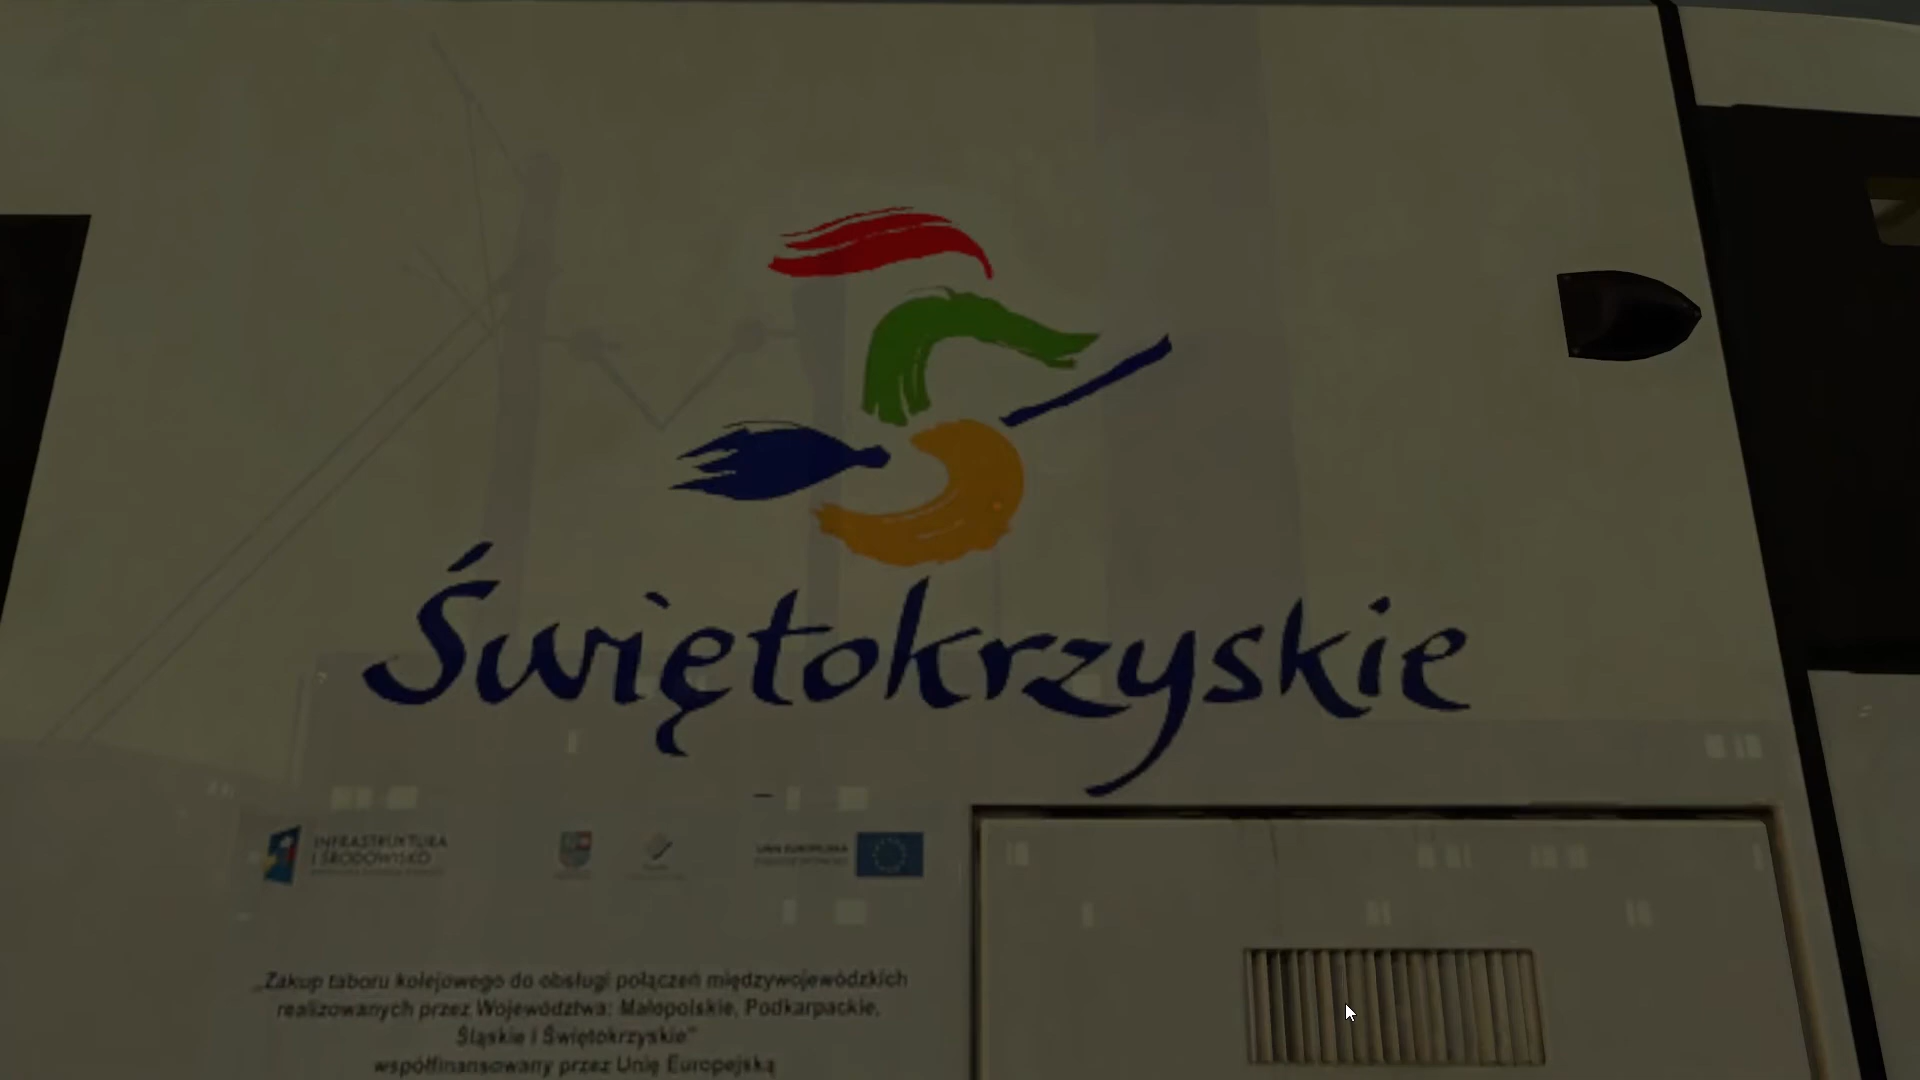 Świętokrzyskie
INFRASTRUKTURA
I ŚRODOWISKO
UNIA EUROPEJSKA
„Zakup taboru kolejowego do obsługi połączeń międzywojewódzkich
realizowanych przez Województwa: Małopolskie, Podkarpackie,
Śląskie i Świętokrzyskie"
współfinansowany przez Unię Europejską